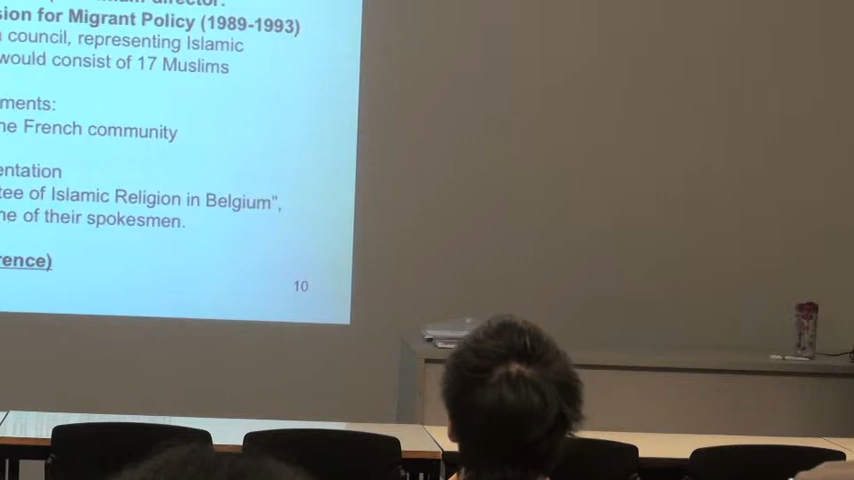 sion for Migrant Policy (1989-1993)
council, representing Islamic
would consist of 17 Muslims
ments:
ne French community
entation
tee of Islamic Religion in Belgium",
ne of their spokesmen.
rence)
10